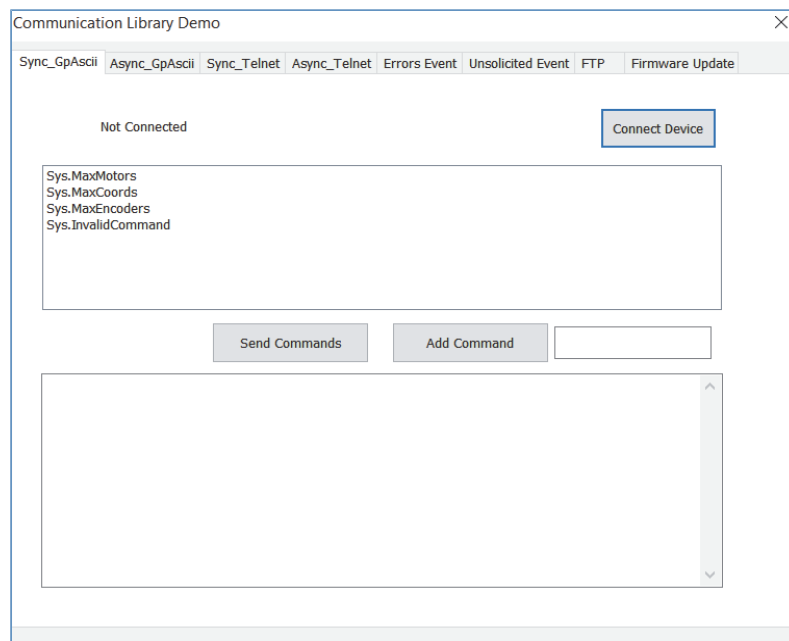 Communication Library Demo
Sync_GpAscii Async_GpAscii Sync_Telnet Async_Telnet Errors Event Unsolicited Event FTP Firmware Update
Not Connected Connect Device
Sys.MaxMotors
Sys.MaxCoords
Sys.MaxEncoders
Sys.InvalidCommand
Send Commands Add Command